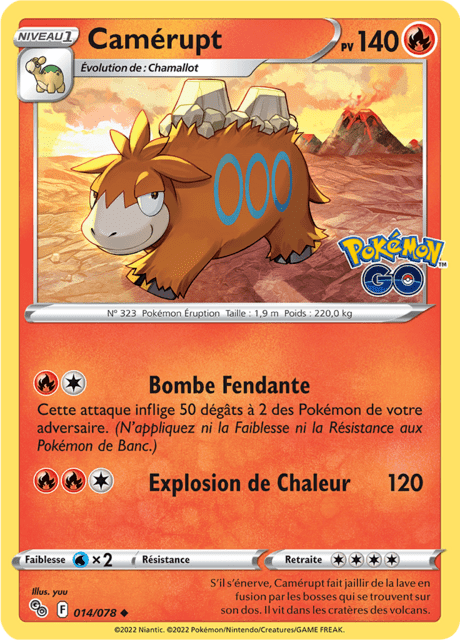 NIVEAU 1
Camérupt
PV 140
Évolution de : Chamallot
POKÉMON™
GO
N° 323 Pokémon Éruption Taille : 1,9 m Poids : 220,0 kg
Bombe Fendante
Cette attaque inflige 50 dégâts à 2 des Pokémon de votre
adversaire. (N'appliquez ni la Faiblesse ni la Résistance aux
Pokémon de Banc.)
Explosion de Chaleur 120
Faiblesse ×2 Résistance Retraite
Illus. yuu
S'il s'énerve, Camérupt fait jaillir de la lave en
fusion par les bosses qui se trouvent sur
son dos. Il vit dans les cratères des volcans.
GO F 014/078
©2022 Niantic. ©2022 Pokémon/Nintendo/Creatures/GAME FREAK.